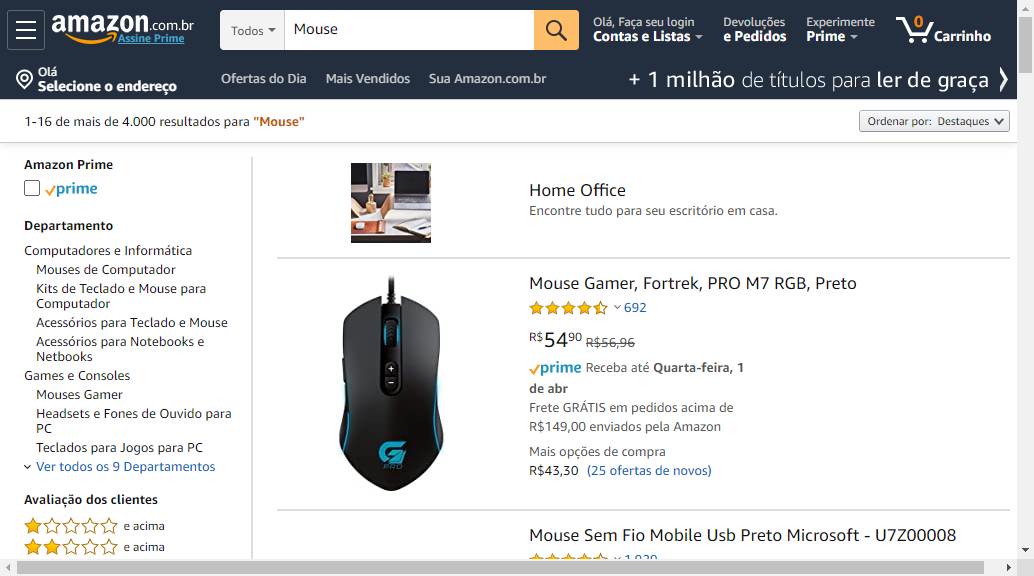 amazon.com.br
Assine Prime
Todos
Mouse
Olá, Faça seu login
Contas e Listas
Devoluções
e Pedidos
Experimente
Prime
0
Carrinho
Olá
Selecione o endereço
Ofertas do Dia
Mais Vendidos
Sua Amazon.com.br
+ 1 milhão de títulos para ler de graça
1-16 de mais de 4.000 resultados para "Mouse"
Ordenar por: Destaques
Amazon Prime
prime
Departamento
Computadores e Informática
Mouses de Computador
Kits de Teclado e Mouse para
Computador
Acessórios para Teclado e Mouse
Acessórios para Notebooks e
Netbooks
Games e Consoles
Mouses Gamer
Headsets e Fones de Ouvido para
PC
Teclados para Jogos para PC
Ver todos os 9 Departamentos
Avaliação dos clientes
e acima
e acima
Home Office
Encontre tudo para seu escritório em casa.
PRO
Mouse Gamer, Fortrek, PRO M7 RGB, Preto
692
R$5490 R$56,96
prime Receba até Quarta-feira, 1
de abr
Frete GRÁTIS em pedidos acima de
R$149,00 enviados pela Amazon
Mais opções de compra
R$43,30 (25 ofertas de novos)
Mouse Sem Fio Mobile Usb Preto Microsoft - U7Z00008